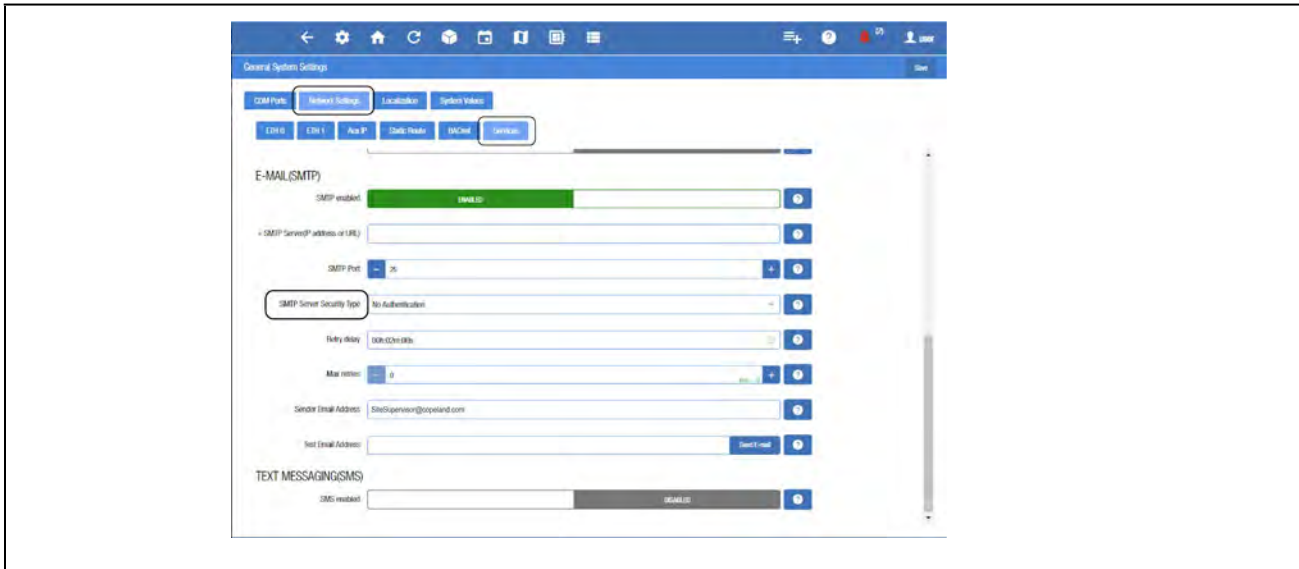 user
General System Settings
Save
COM Ports Network Settings Localization System Values
ETH 0 ETH 1 Aux IP Static Route BACnet Services
E-MAIL(SMTP)
SMTP enabled ENABLED
SMTP Server(IP address or URL)
SMTP Port 25
SMTP Server Security Type No Authentication
Retry delay 00h:02m:00s
Max retries 0
Sender Email Address SiteSupervisor@copeland.com
Test Email Address Send E-mail
TEXT MESSAGING(SMS)
SMS enabled DISABLED